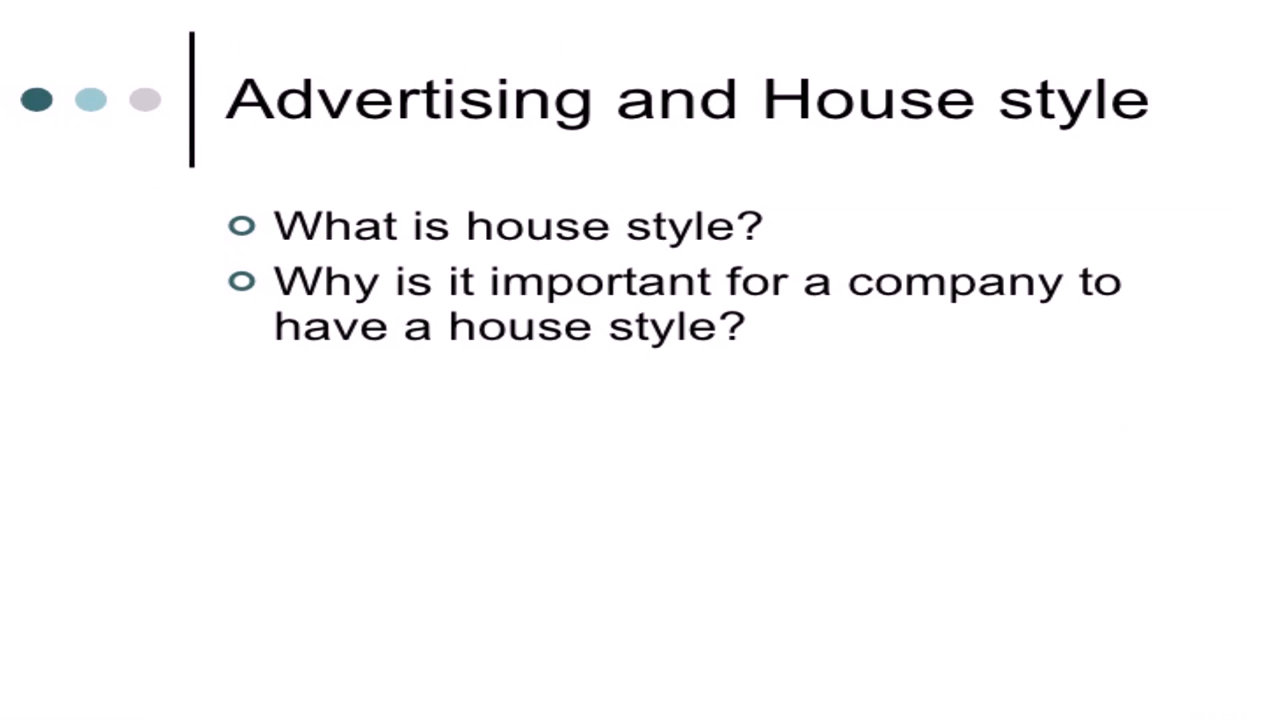 Advertising and House style
What is house style?
Why is it important for a company to
have a house style?